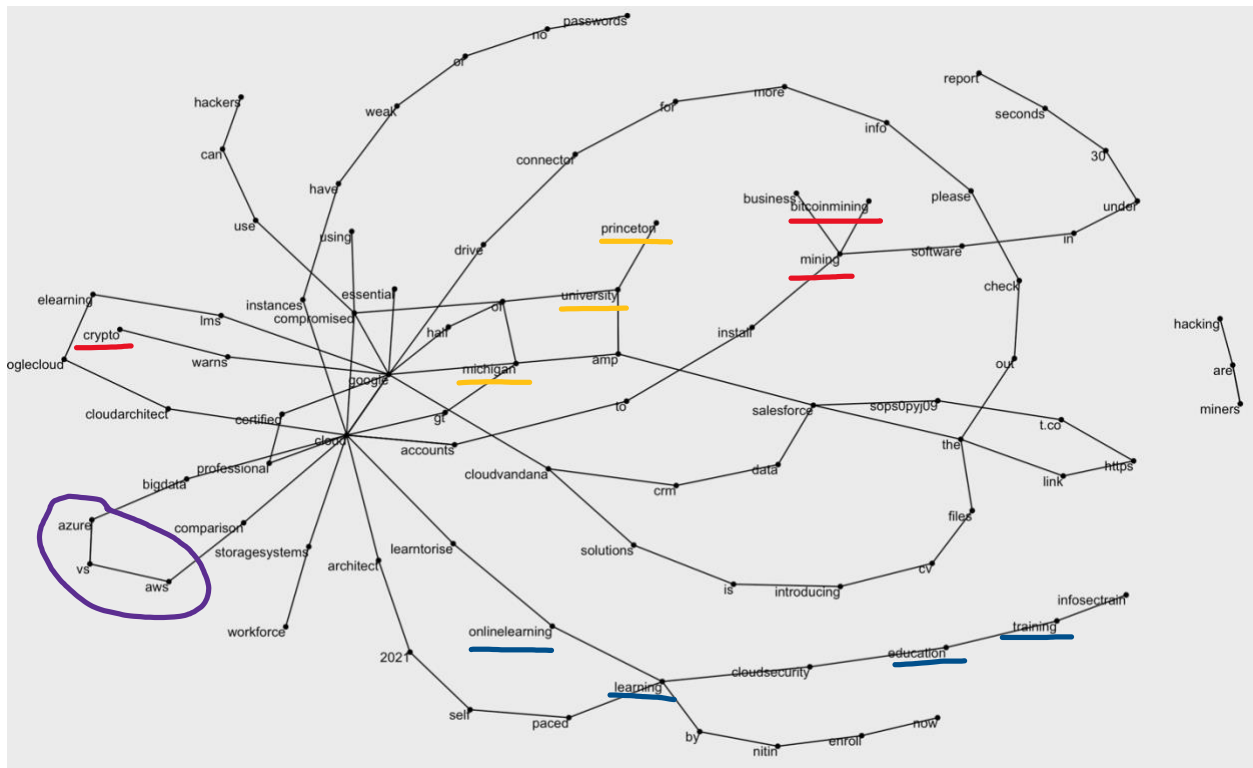 passwords
no
or
report
more
hackers
for
weak
seconds
info
can
connector
30
have
business
please
bitcoinmining
under
use
princeton
using
drive
in
software
mining
check
elearning
essential
university
instances
compromised
of
lms
half
install
hacking
crypto
warns
amp
out
oglecloud
michigan
are
google
to
salesforce
sops0pyj09
miners
cloudarchitect
certified
gt
t.co
cloud
accounts
the
professional
cloudvandana
data
https
bigdata
crm
link
azure
comparison
files
storagesystems
learntorise
solutions
architect
vs
cv
aws
is
introducing
infosectrain
workforce
onlinelearning
training
2021
education
cloudsecurity
learning
self
paced
by
now
enroll
nitin